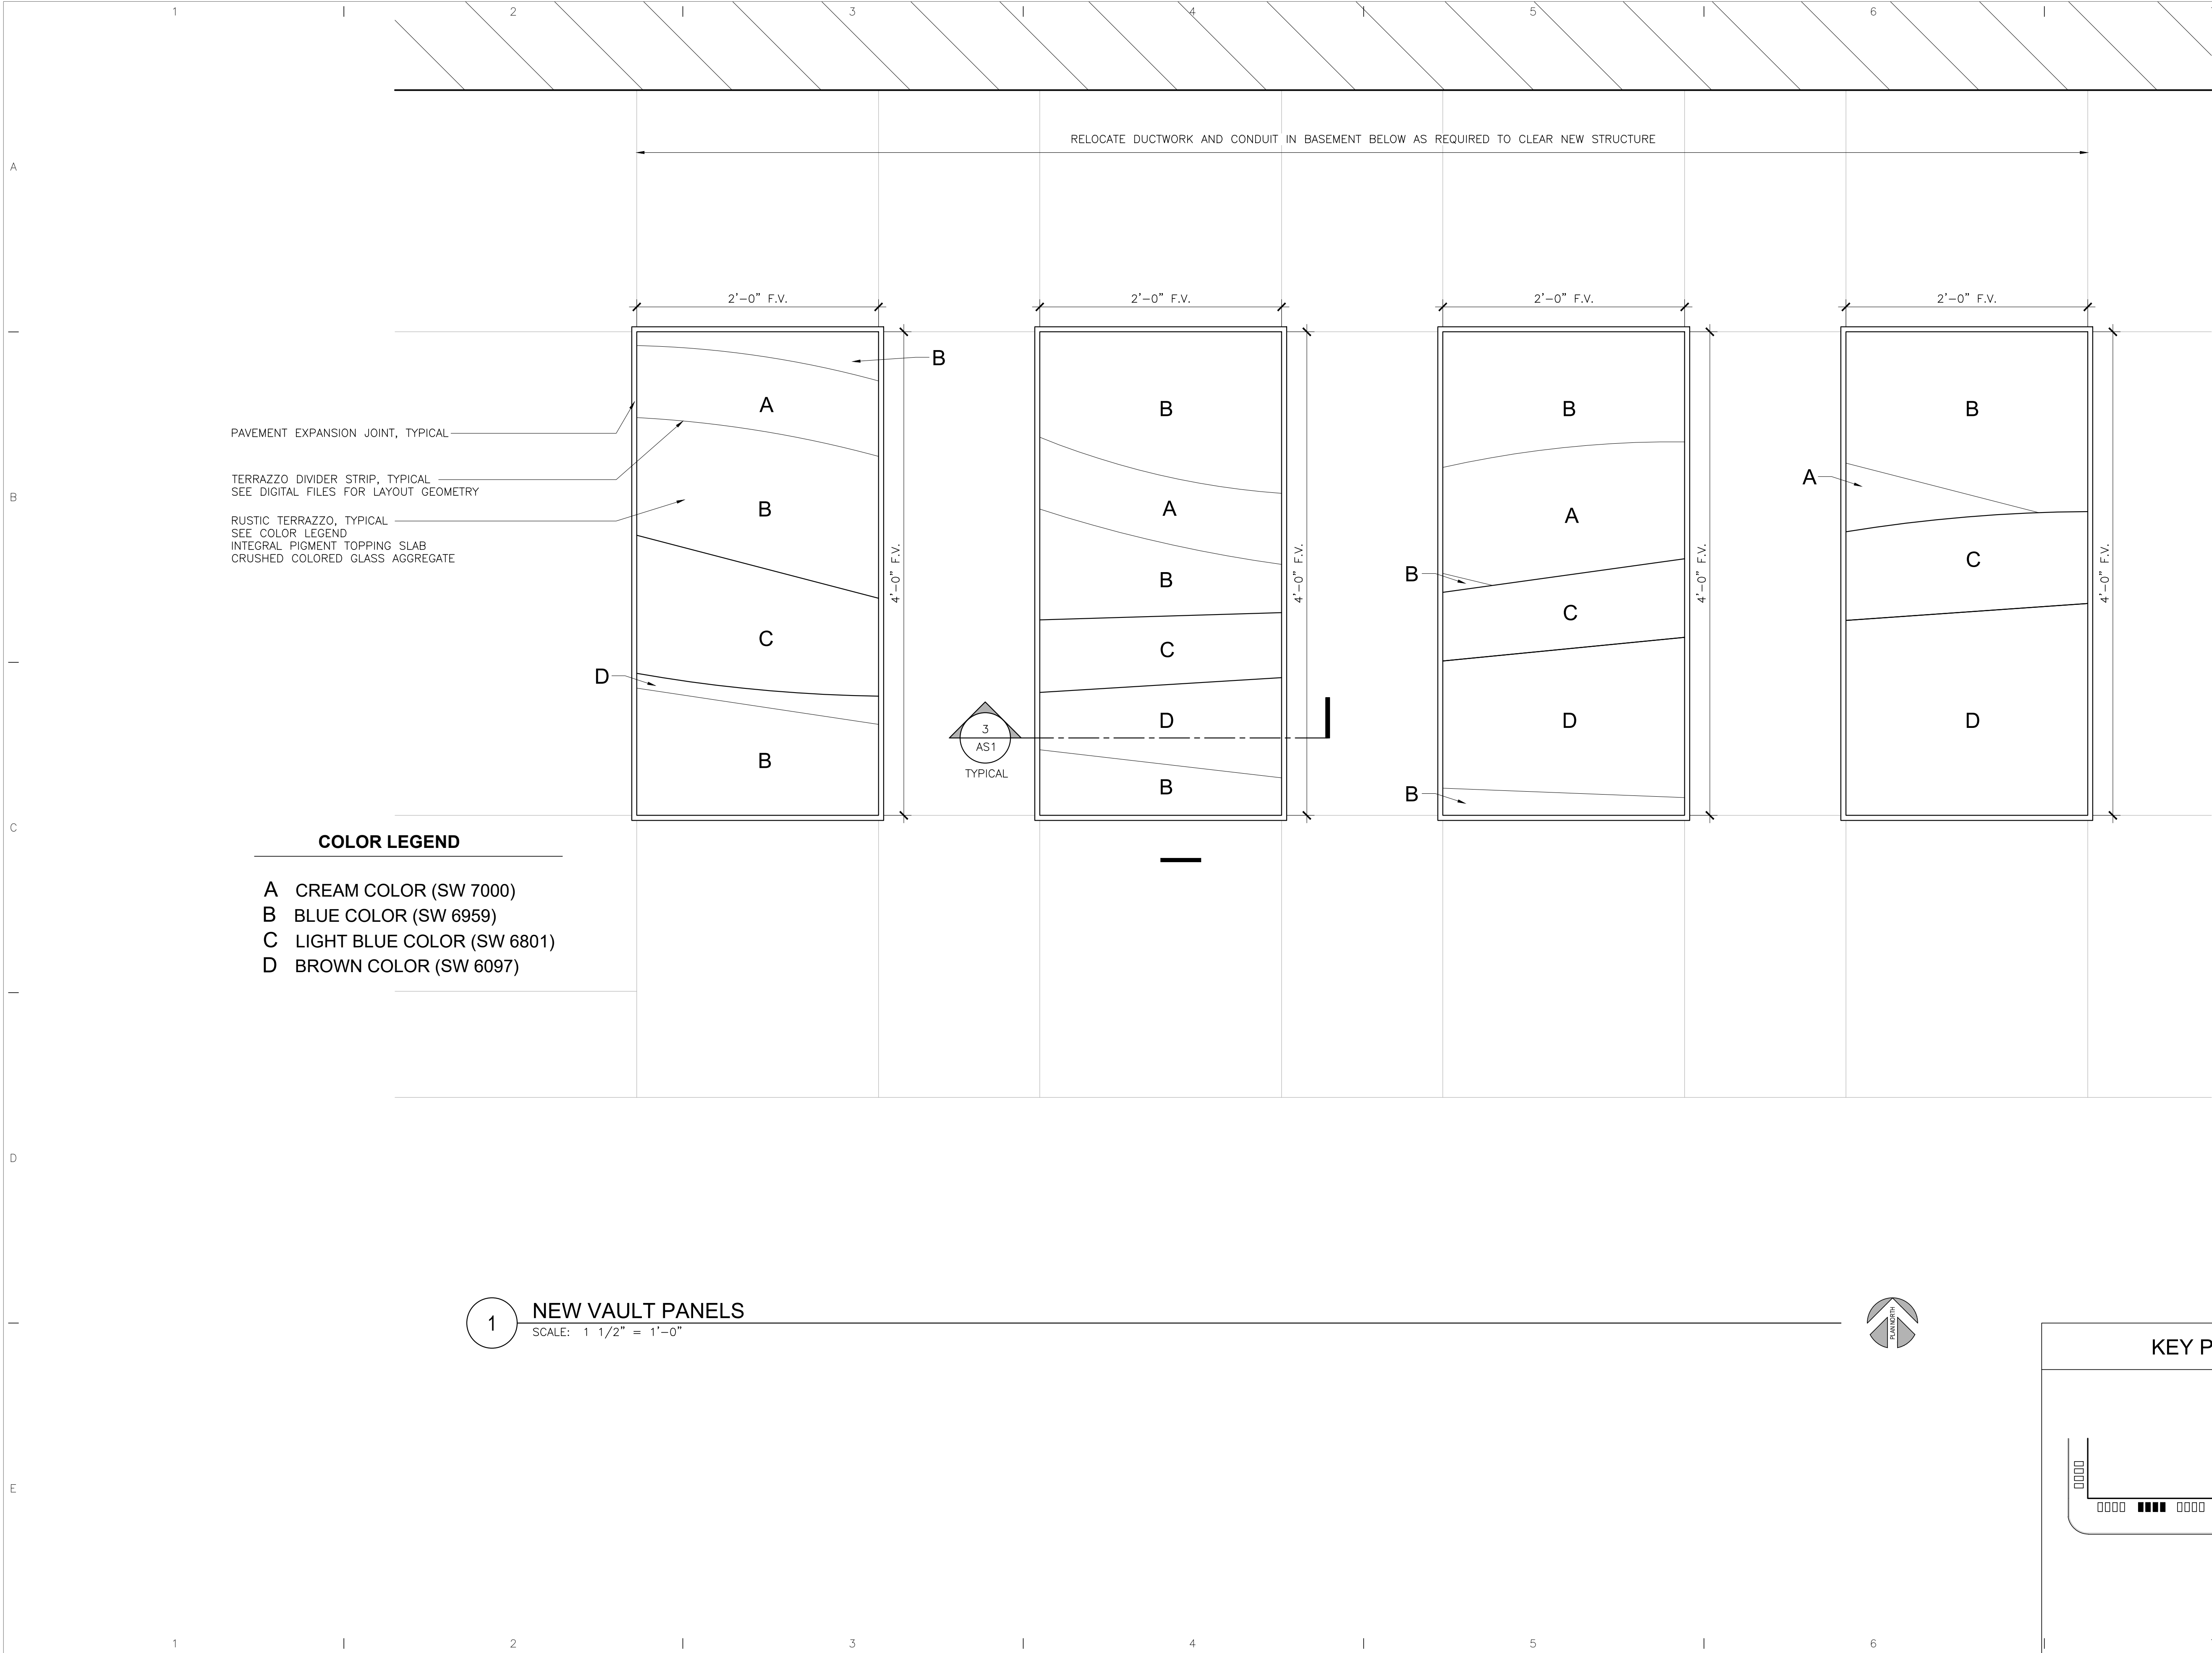 1 2 3 4 5 6
RELOCATE DUCTWORK AND CONDUIT IN BASEMENT BELOW AS REQUIRED TO CLEAR NEW STRUCTURE
A
2'-0" F.V. 2'-0" F.V. 2'-0" F.V. 2'-0" F.V.
B
A
B
B
B
PAVEMENT EXPANSION JOINT, TYPICAL
TERRAZZO DIVIDER STRIP, TYPICAL
SEE DIGITAL FILES FOR LAYOUT GEOMETRY
RUSTIC TERRAZZO, TYPICAL
SEE COLOR LEGEND
INTEGRAL PIGMENT TOPPING SLAB
CRUSHED COLORED GLASS AGGREGATE
B
A
B
A
A
C
4'-0" F.V.
4'-0" F.V.
4'-0" F.V.
4'-0" F.V.
B
B
C
C
C
D
D
D
D
3
AS1
TYPICAL
B
B
B
C
COLOR LEGEND
A CREAM COLOR (SW 7000)
B BLUE COLOR (SW 6959)
C LIGHT BLUE COLOR (SW 6801)
D BROWN COLOR (SW 6097)
D
1
NEW VAULT PANELS
SCALE: 1 1/2" = 1'-0"
PLAN NORTH
KEY P
E
1 2 3 4 5 6